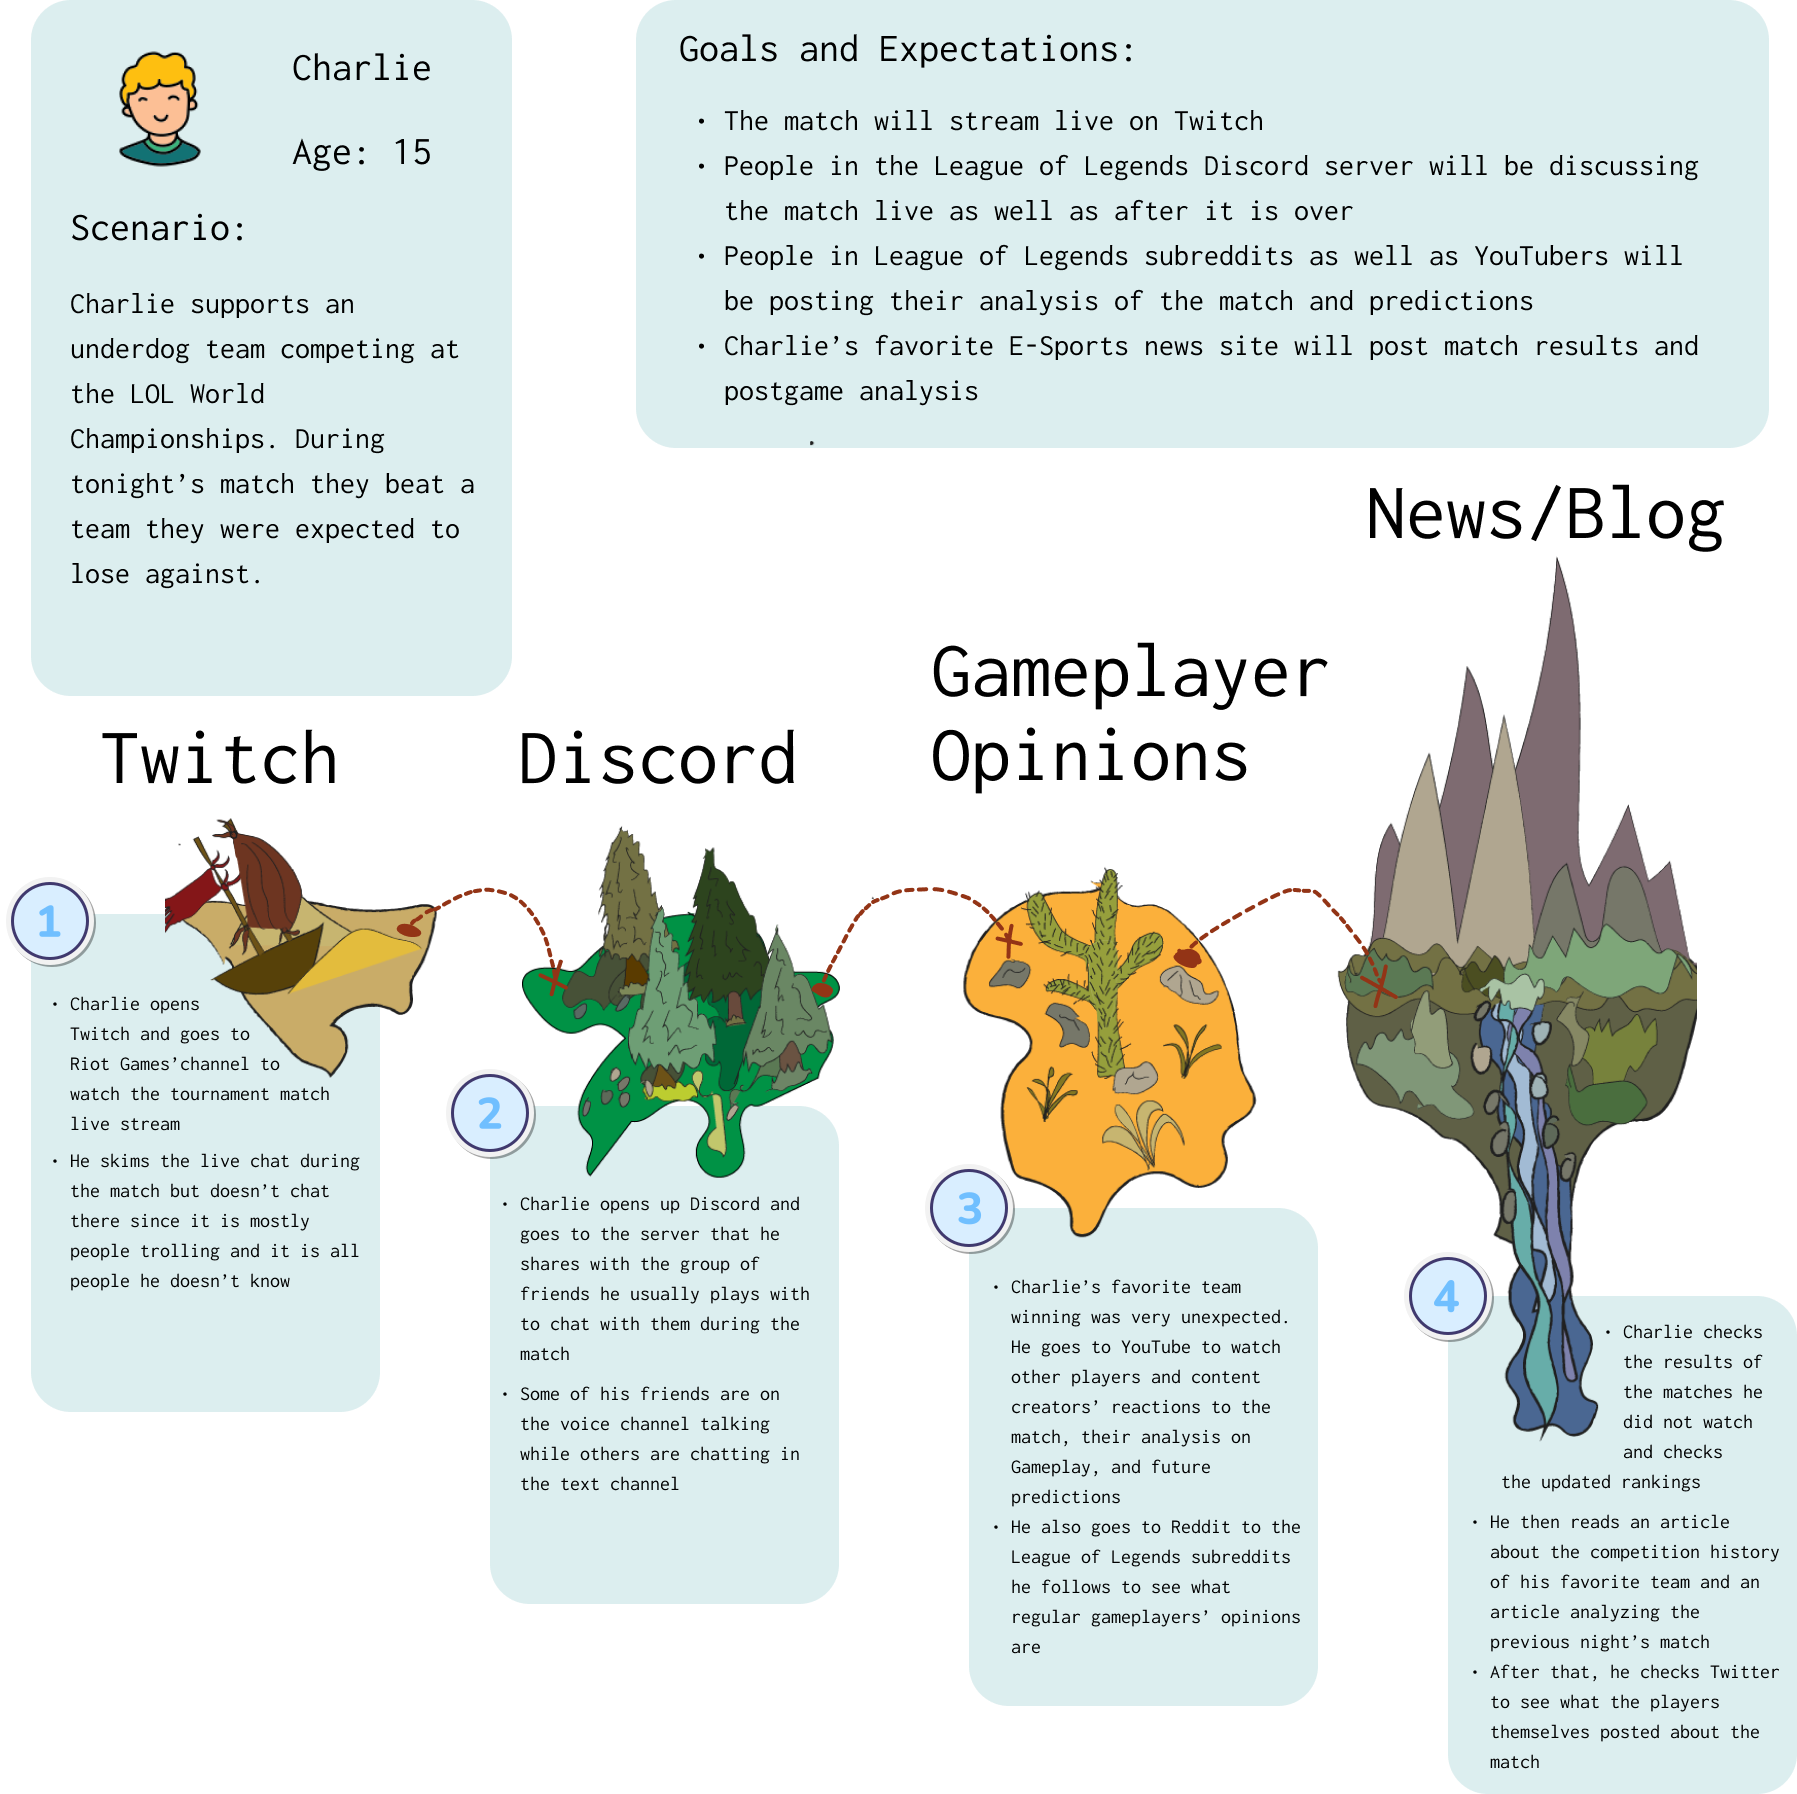 Charlie
Age: 15
Scenario:
Charlie supports an
underdog team competing at
the LOL World
Championships. During
tonight’s match they beat a
team they were expected to
lose against.
Goals and Expectations:
• The match will stream live on Twitch
• People in the League of Legends Discord server will be discussing
the match live as well as after it is over
• People in League of Legends subreddits as well as YouTubers will
be posting their analysis of the match and predictions
• Charlie’s favorite E-Sports news site will post match results and
postgame analysis
Twitch
1
• Charlie opens
Twitch and goes to
Riot Games’channel to
watch the tournament match
live stream
• He skims the live chat during
the match but doesn’t chat
there since it is mostly
people trolling and it is all
people he doesn’t know
Discord
2
• Charlie opens up Discord and
goes to the server that he
shares with the group of
friends he usually plays with
to chat with them during the
match
• Some of his friends are on
the voice channel talking
while others are chatting in
the text channel
Gameplayer
Opinions
3
• Charlie’s favorite team
winning was very unexpected.
He goes to YouTube to watch
other players and content
creators’ reactions to the
match, their analysis on
Gameplay, and future
predictions
• He also goes to Reddit to the
League of Legends subreddits
he follows to see what
regular gameplayers’ opinions
are
News/Blog
4
• Charlie checks
the results of
the matches he
did not watch
and checks
the updated rankings
• He then reads an article
about the competition history
of his favorite team and an
article analyzing the
previous night’s match
• After that, he checks Twitter
to see what the players
themselves posted about the
match